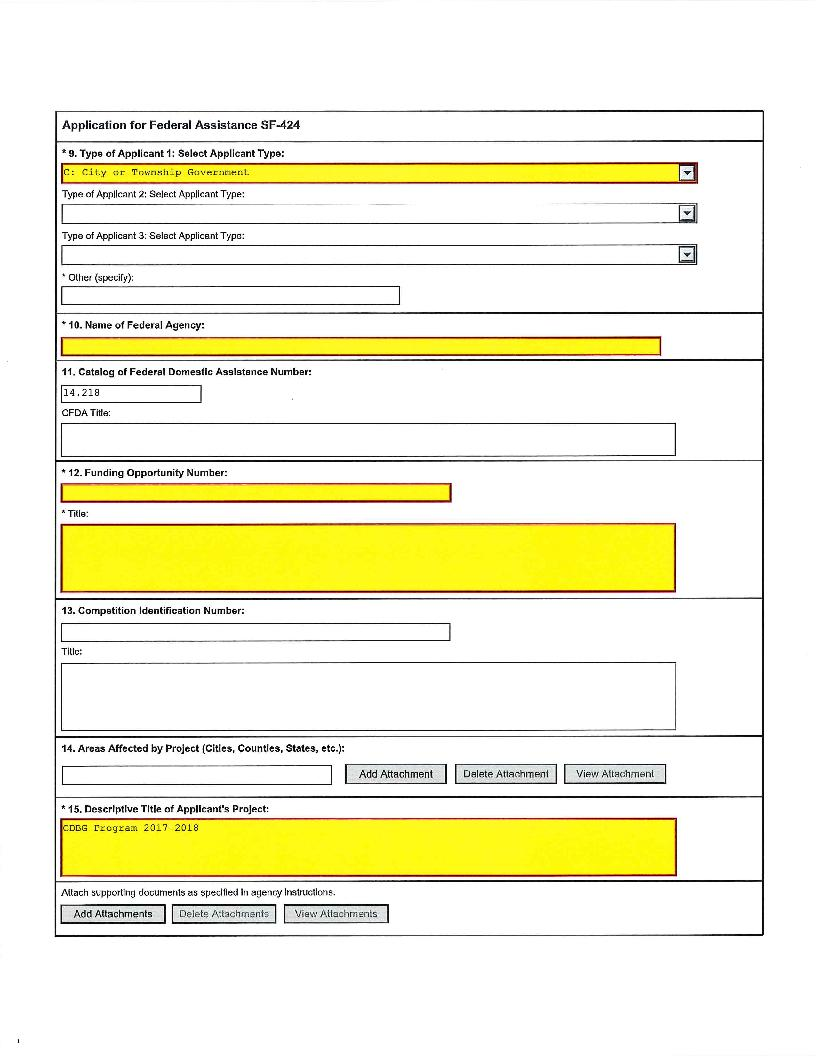 Application for Federal Assistance SF-424
* 9. Type of Applicant 1: Select Applicant Type:
C: City or Township Government
Type of Applicant 2: Select Applicant Type:
Type of Applicant 3: Select Applicant Type:
* Other (specify):
* 10. Name of Federal Agency:
11. Catalog of Federal Domestic Assistance Number:
14.218
CFDA Title:
* 12. Funding Opportunity Number:
* Title:
13. Competition Identification Number:
Title:
14. Areas Affected by Project (Cities, Counties, States, etc.):
Add Attachment Delete Attachment View Attachment
* 15. Descriptive Title of Applicant's Project:
CDBG Program 2017-2018
Attach supporting documents as specified in agency instructions.
Add Attachments Delete Attachments View Attachments